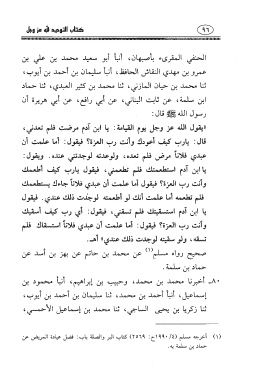 كتاب التوحيد لله عز وجل
٩٦
الحنفي المقرىء بأصبهان، أنبأ أبو سعيد محمد بن علي بن
عمرو بن مهدي النقاش الحافظ، أنبأ سليمان بن أحمد بن أيوب،
ثنا محمد بن حيان المازني، ثنا محمد بن كثير العبدي، ثنا حماد
ابن سلمة، عن ثابت البناني، عن أبي رافع، عن أبي هريرة أن
رسول الله ﷺ قال:
«يقول الله عز وجل يوم القيامة: يا ابن آدم مرضت فلم تعدني،
قال: يارب كيف أعودك وأنت رب العزة؟ فيقول: أما علمت أن
عبدي فلاناً مرض فلم تعده، ولوعدته لوجدتني عنده. ويقول:
يا ابن آدم استطعمتك فلم تطعمني، فيقول يارب كيف أطعمك
وأنت رب العزة؟ فيقول أما علمت أن عبدي فلاناً جاءك يستطعمك
فلم تطعمه أما علمت أنك لو أطعمته لوجدت ذلك عندي. فيقول:
يا ابن آدم استسقيتك فلم تسقني، فيقول: أي رب كيف أسقيك
وأنت رب العزة؟ فيقول: أما علمت أن عبدي فلاناً استسقاك فلم
تسقه، ولو سقيته لوجدت ذلك عندي» أهـ.
صحيح رواه مسلم(١) عن محمد بن حاتم عن بهز بن أسد عن
حماد بن سلمة.
٨٠ـ أخبرنا محمد بن محمد، وحبيب بن إبراهيم، أنبأ محمود بن
إسماعيل، أنبأ أحمد بن محمد، ثنا سليمان بن أحمد بن أيوب،
ثنا زكريا بن يحيى الساجي، ثنا محمد بن إسماعيل الأحمسي،
(١) أخرجه مسلم (٤/ ١٩٩٠ ح: ٢٥٦٩) كتاب البر والصلة باب: فضل عيادة المريض عن
حماد بن سلمة به.